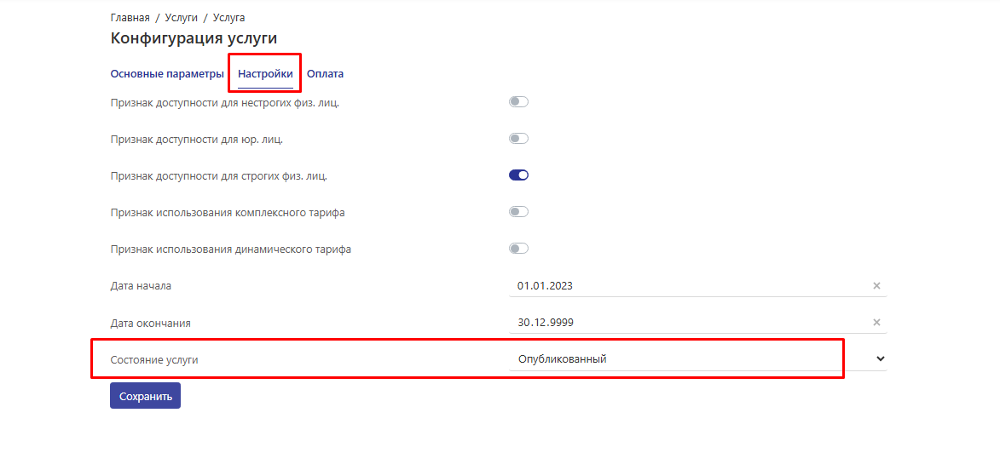 Главная / Услуги / Услуга
Конфигурация услуги
Основные параметры Настройки Оплата
Признак доступности для нестрогих физ. лиц.
Признак доступности для юр. лиц.
Признак доступности для строгих физ. лиц.
Признак использования комплексного тарифа
Признак использования динамического тарифа
Дата начала 01.01.2023
Дата окончания 30.12.9999
Состояние услуги Опубликованный
Сохранить